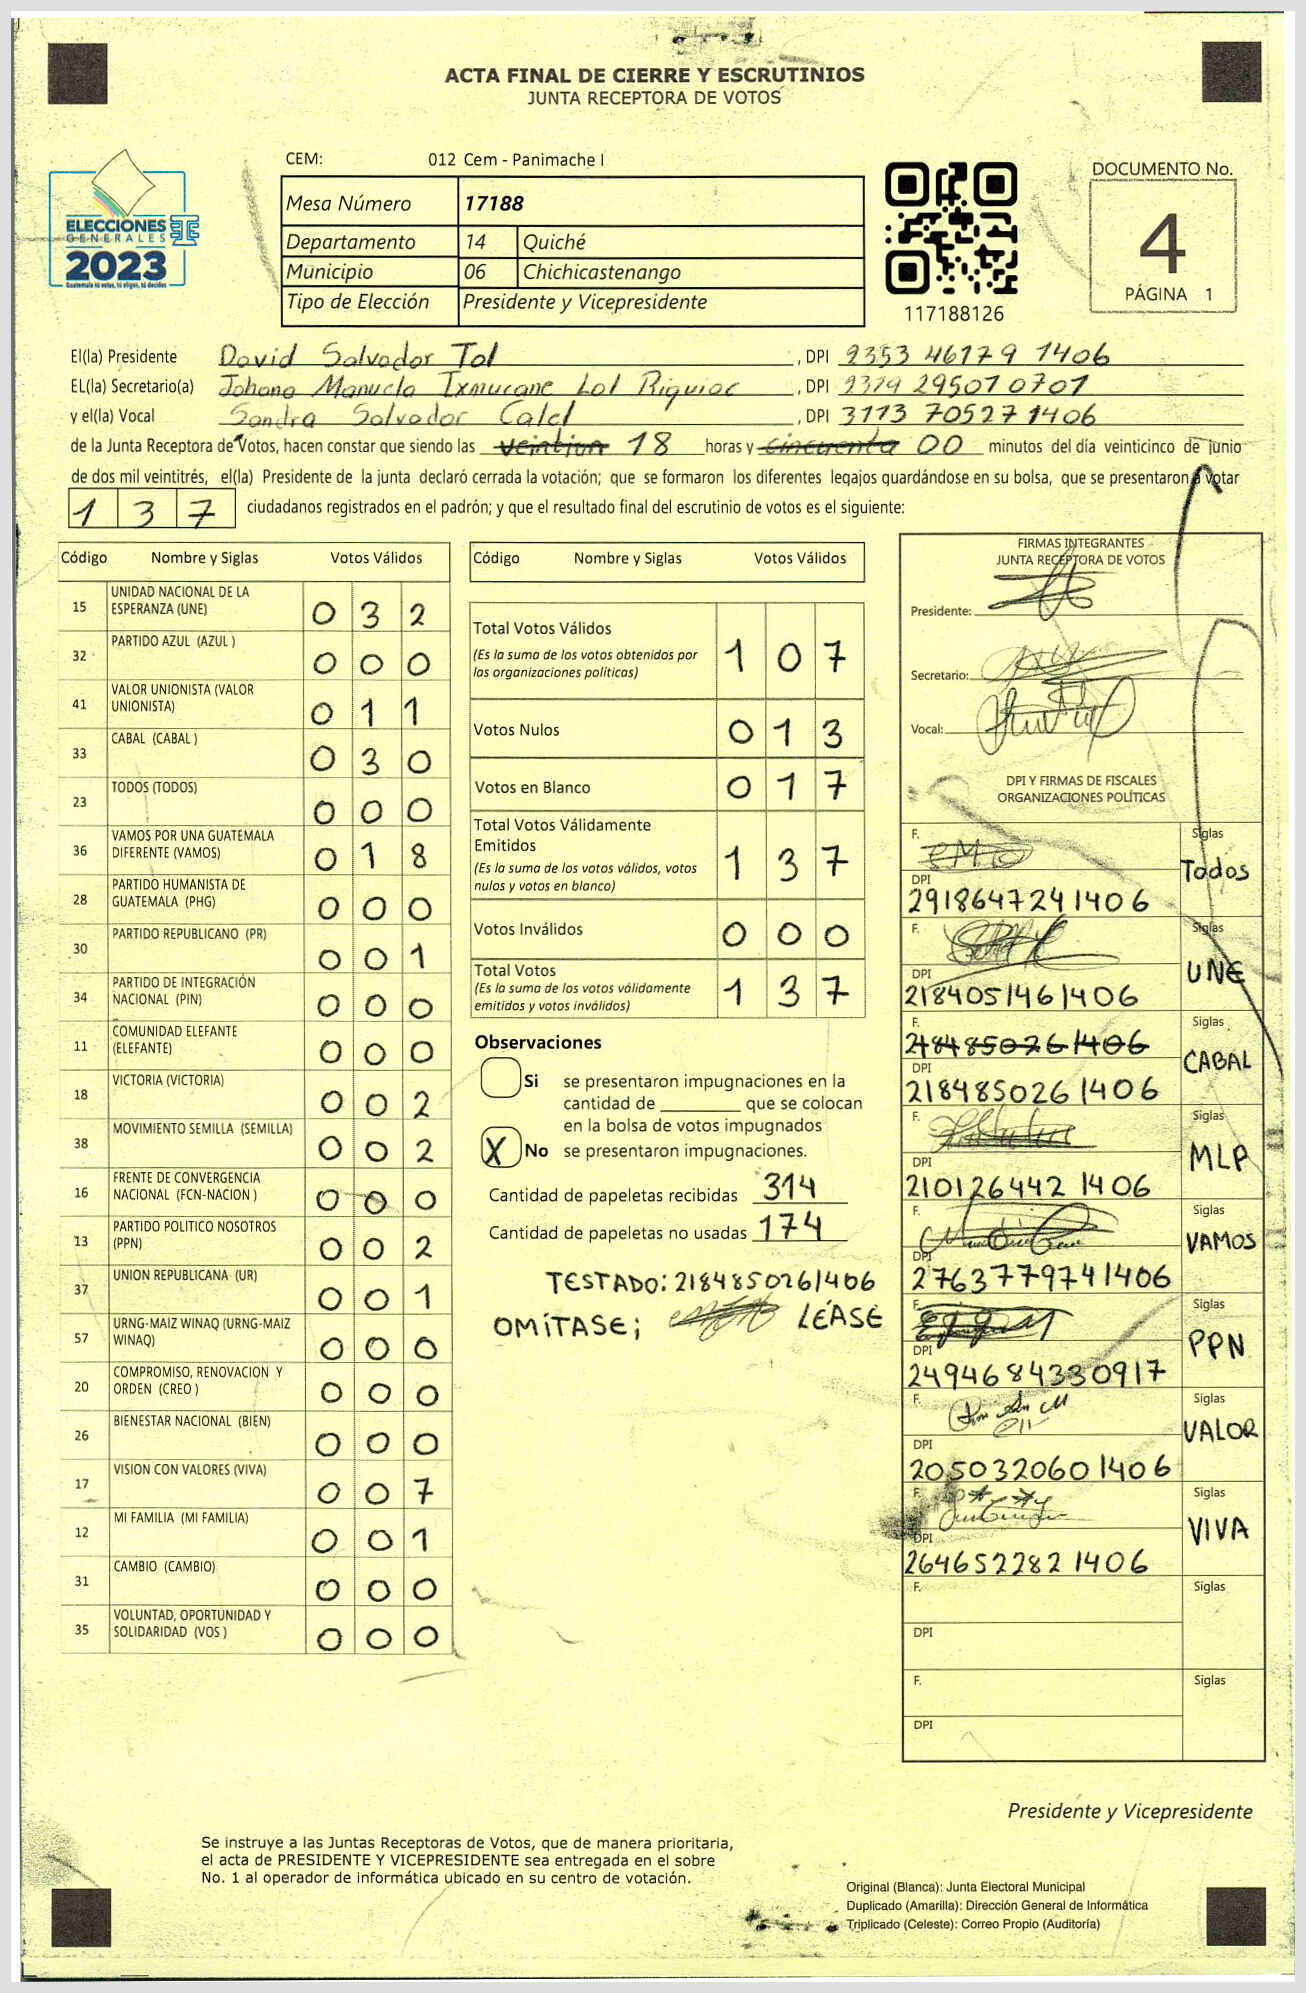 ACTA FINAL DE CIERRE Y ESCRUTINIOS
JUNTA RECEPTORA DE VOTOS
CEM: 012 Cem - Panimache I
ELECCIONES
GENERALES
2023
Guatemala tú votas, tú eliges, tú decides
Mesa Número 17188
Departamento 14 Quiché
Municipio 06 Chichicastenango
Tipo de Elección Presidente y Vicepresidente
117188126
DOCUMENTO No.
4
PÁGINA 1
El(la) Presidente David Salvador Tol , DPI 2353 46179 1406
EL(la) Secretario(a) Johana Manuela Ixmucane Lol Riquiac , DPI 2379 29501 0701
y el(la) Vocal Sandra Salvador Calel , DPI 3113 70527 1406
de la Junta Receptora de Votos, hacen constar que siendo las veintiun 18 horas y cincuenta 00 minutos del día veinticinco de junio
de dos mil veintitrés, el(la) Presidente de la junta declaró cerrada la votación; que se formaron los diferentes legajos guardándose en su bolsa, que se presentaron a votar
1 3 7 ciudadanos registrados en el padrón; y que el resultado final del escrutinio de votos es el siguiente:
Código Nombre y Siglas Votos Válidos
15 UNIDAD NACIONAL DE LA ESPERANZA (UNE) 0 3 2
32 PARTIDO AZUL (AZUL ) 0 0 0
41 VALOR UNIONISTA (VALOR UNIONISTA) 0 1 1
33 CABAL (CABAL ) 0 3 0
23 TODOS (TODOS) 0 0 0
36 VAMOS POR UNA GUATEMALA DIFERENTE (VAMOS) 0 1 8
28 PARTIDO HUMANISTA DE GUATEMALA (PHG) 0 0 0
30 PARTIDO REPUBLICANO (PR) 0 0 1
34 PARTIDO DE INTEGRACIÓN NACIONAL (PIN) 0 0 0
11 COMUNIDAD ELEFANTE (ELEFANTE) 0 0 0
18 VICTORIA (VICTORIA) 0 0 2
38 MOVIMIENTO SEMILLA (SEMILLA) 0 0 2
16 FRENTE DE CONVERGENCIA NACIONAL (FCN-NACION ) 0 0 0
13 PARTIDO POLITICO NOSOTROS (PPN) 0 0 2
37 UNION REPUBLICANA (UR) 0 0 1
57 URNG-MAIZ WINAQ (URNG-MAIZ WINAQ) 0 0 0
20 COMPROMISO, RENOVACION Y ORDEN (CREO ) 0 0 0
26 BIENESTAR NACIONAL (BIEN) 0 0 0
17 VISION CON VALORES (VIVA) 0 0 7
12 MI FAMILIA (MI FAMILIA) 0 0 1
31 CAMBIO (CAMBIO) 0 0 0
35 VOLUNTAD, OPORTUNIDAD Y SOLIDARIDAD (VOS ) 0 0 0
Código Nombre y Siglas Votos Válidos
Total Votos Válidos 1 0 7
(Es la suma de los votos obtenidos por
las organizaciones políticas)
Votos Nulos 0 1 3
Votos en Blanco 0 1 7
Total Votos Válidamente
Emitidos 1 3 7
(Es la suma de los votos válidos, votos
nulos y votos en blanco)
Votos Inválidos 0 0 0
Total Votos 1 3 7
(Es la suma de los votos válidamente
emitidos y votos inválidos)
Observaciones
Si se presentaron impugnaciones en la
cantidad de ________ que se colocan
en la bolsa de votos impugnados
X No se presentaron impugnaciones.
Cantidad de papeletas recibidas 314
Cantidad de papeletas no usadas 174
TESTADO: 2184850261406
OMÍTASE; LÉASE
FIRMAS INTEGRANTES
JUNTA RECEPTORA DE VOTOS
Presidente:
Secretario:
Vocal:
DPI Y FIRMAS DE FISCALES
ORGANIZACIONES POLÍTICAS
F. Siglas
Todos
DPI
2918647241406
F. Siglas
UNE
DPI
2184051461406
F. Siglas
2184850261406
CABAL
DPI
2184850261406
F. Siglas
MLP
DPI
2101264421406
F. Siglas
VAMOS
DPI
2763779741406
F. Siglas
PPN
DPI
2494684330917
F. Siglas
VALOR
DPI
2050320601406
F. Siglas
VIVA
DPI
2646522821406
F. Siglas
DPI
F. Siglas
DPI
Presidente y Vicepresidente
Se instruye a las Juntas Receptoras de Votos, que de manera prioritaria,
el acta de PRESIDENTE Y VICEPRESIDENTE sea entregada en el sobre
No. 1 al operador de informática ubicado en su centro de votación.
Original (Blanca): Junta Electoral Municipal
Duplicado (Amarilla): Dirección General de Informática
Triplicado (Celeste): Correo Propio (Auditoría)